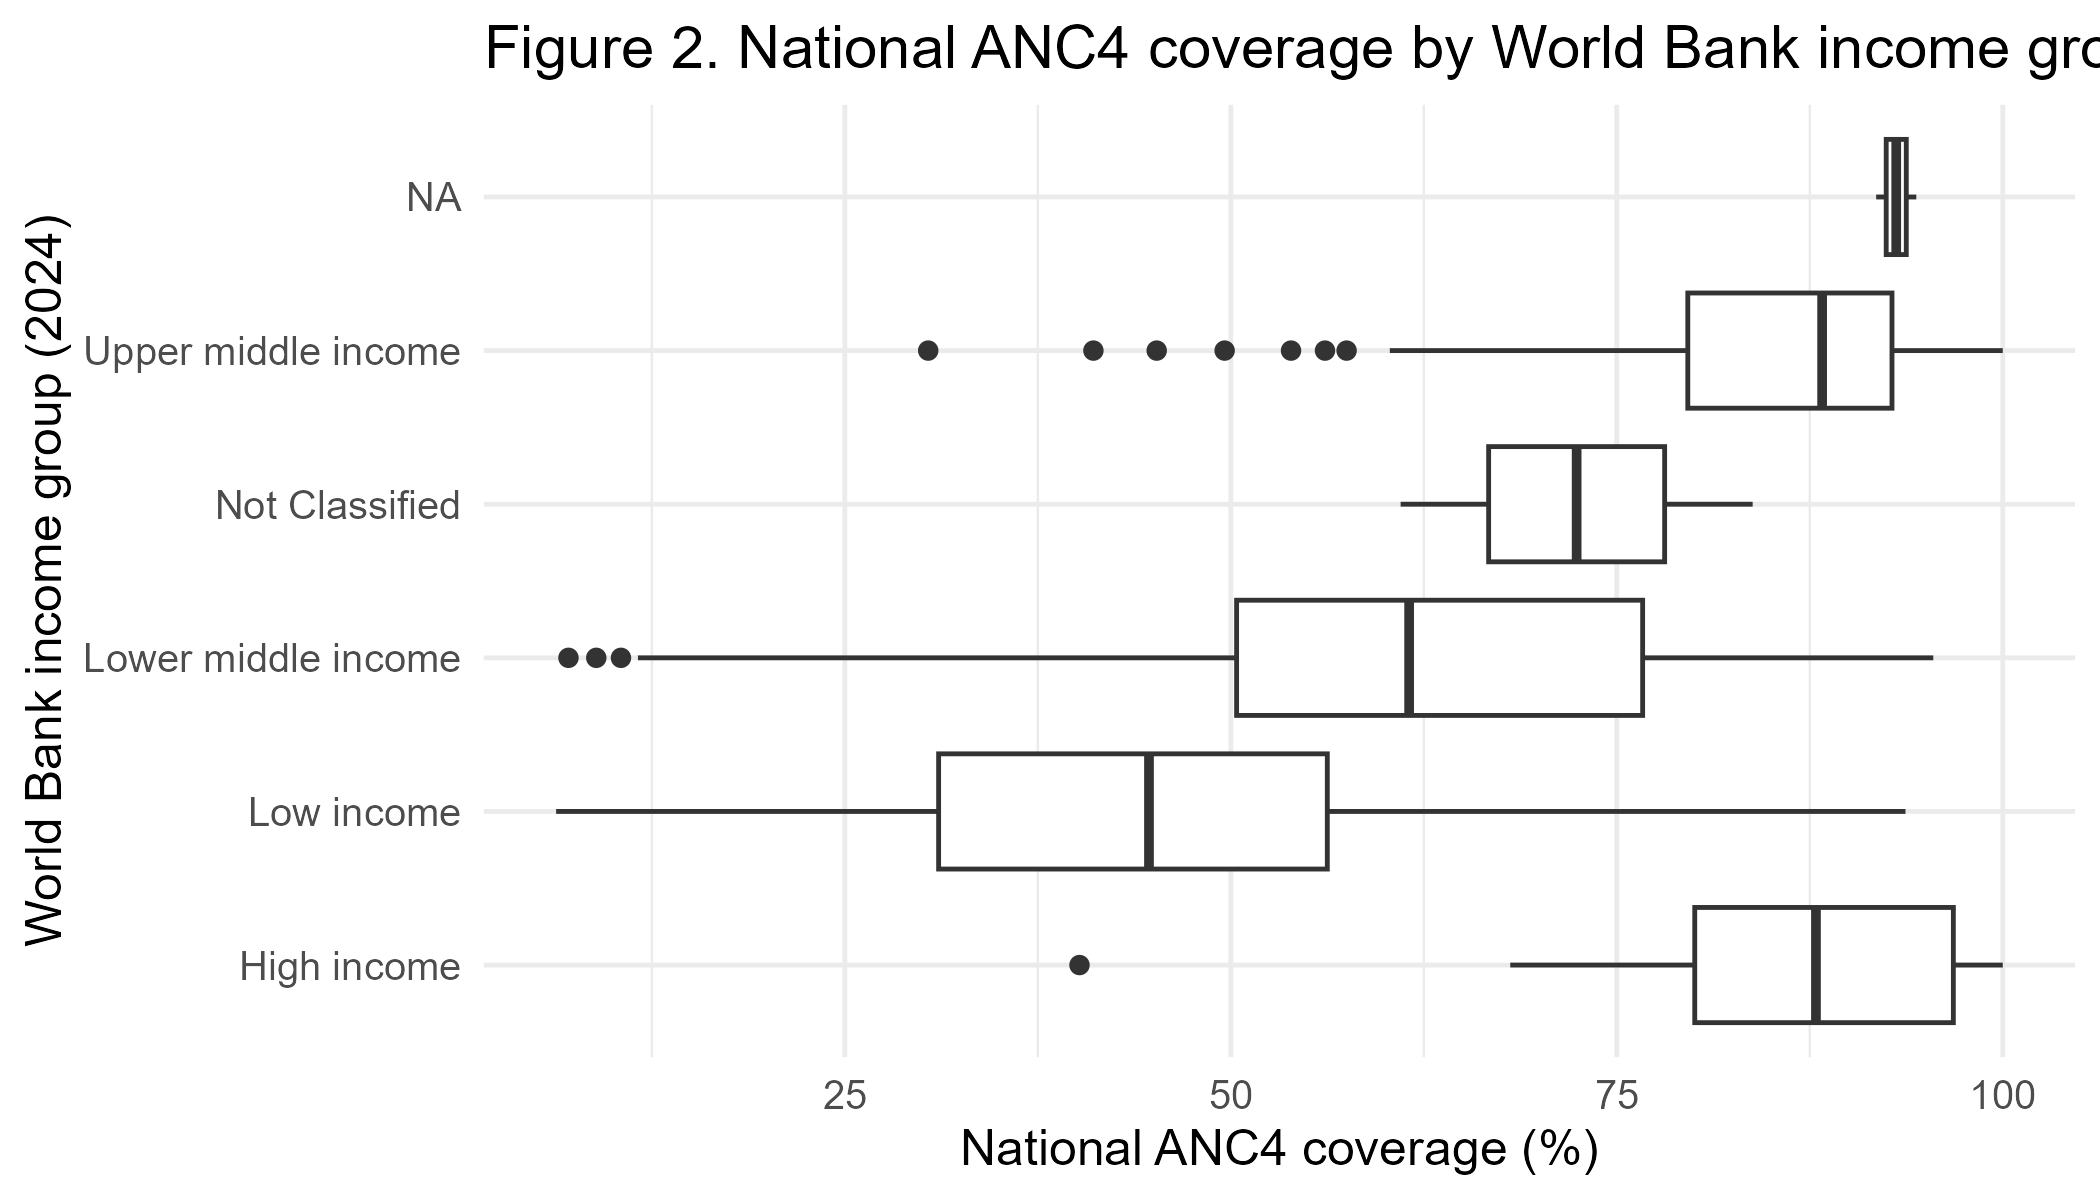 Figure 2. National ANC4 coverage by World Bank income gro
World Bank income group (2024)
NA
Upper middle income
Not Classified
Lower middle income
Low income
High income
25 50 75 100
National ANC4 coverage (%)